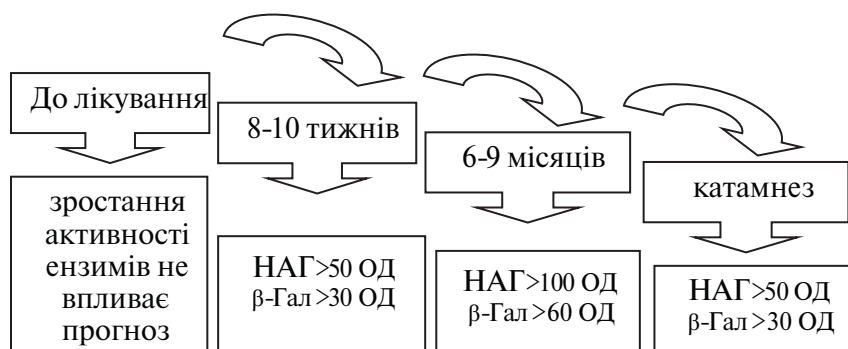 До лікування
зростання
активності
ензимів не
впливає
прогноз
8-10 тижнів
НАГ>50 ОД
β-Гал>30 ОД
6-9 місяців
НАГ>100 ОД
β-Гал>60 ОД
катамнез
НАГ>50 ОД
β-Гал>30 ОД